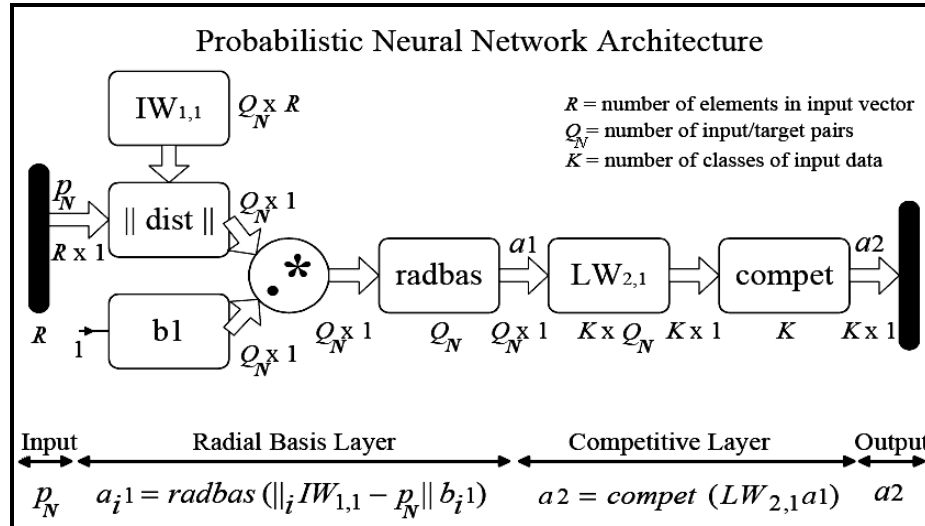 Probabilistic Neural Network Architecture
IW1,1
QN x R
R = number of elements in input vector
QN = number of input/target pairs
K = number of classes of input data
pN
R x 1
|| dist ||
QN x 1
.*
radbas
a1
LW2,1
compet
a2
R
1
b1
QN x 1
QN x 1
QN
QN x 1
K x QN
K x 1
K
K x 1
Input
Radial Basis Layer
Competitive Layer
Output
pN
ai1 = radbas (||iIW1,1 – pN|| bi1)
a2 = compet (LW2,1a1)
a2